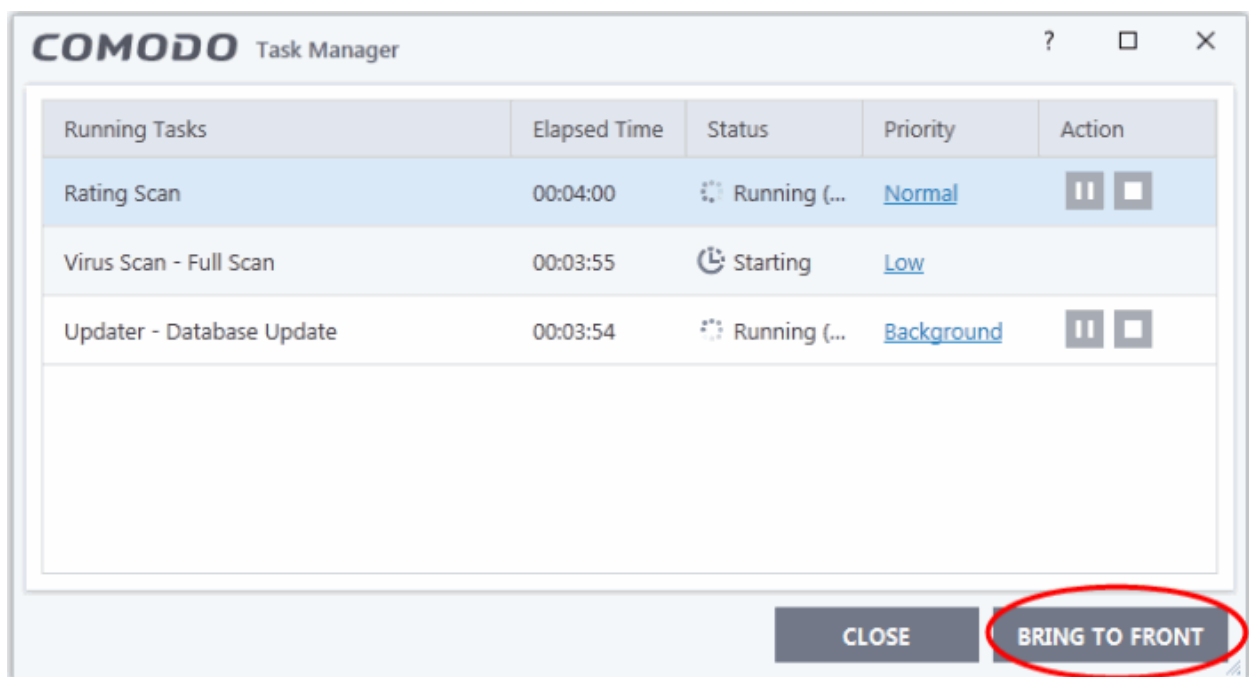 COMODO Task Manager ?
Running Tasks Elapsed Time Status Priority Action
Rating Scan 00:04:00 Running (... Normal
Virus Scan - Full Scan 00:03:55 Starting Low
Updater - Database Update 00:03:54 Running (... Background
CLOSE BRING TO FRONT